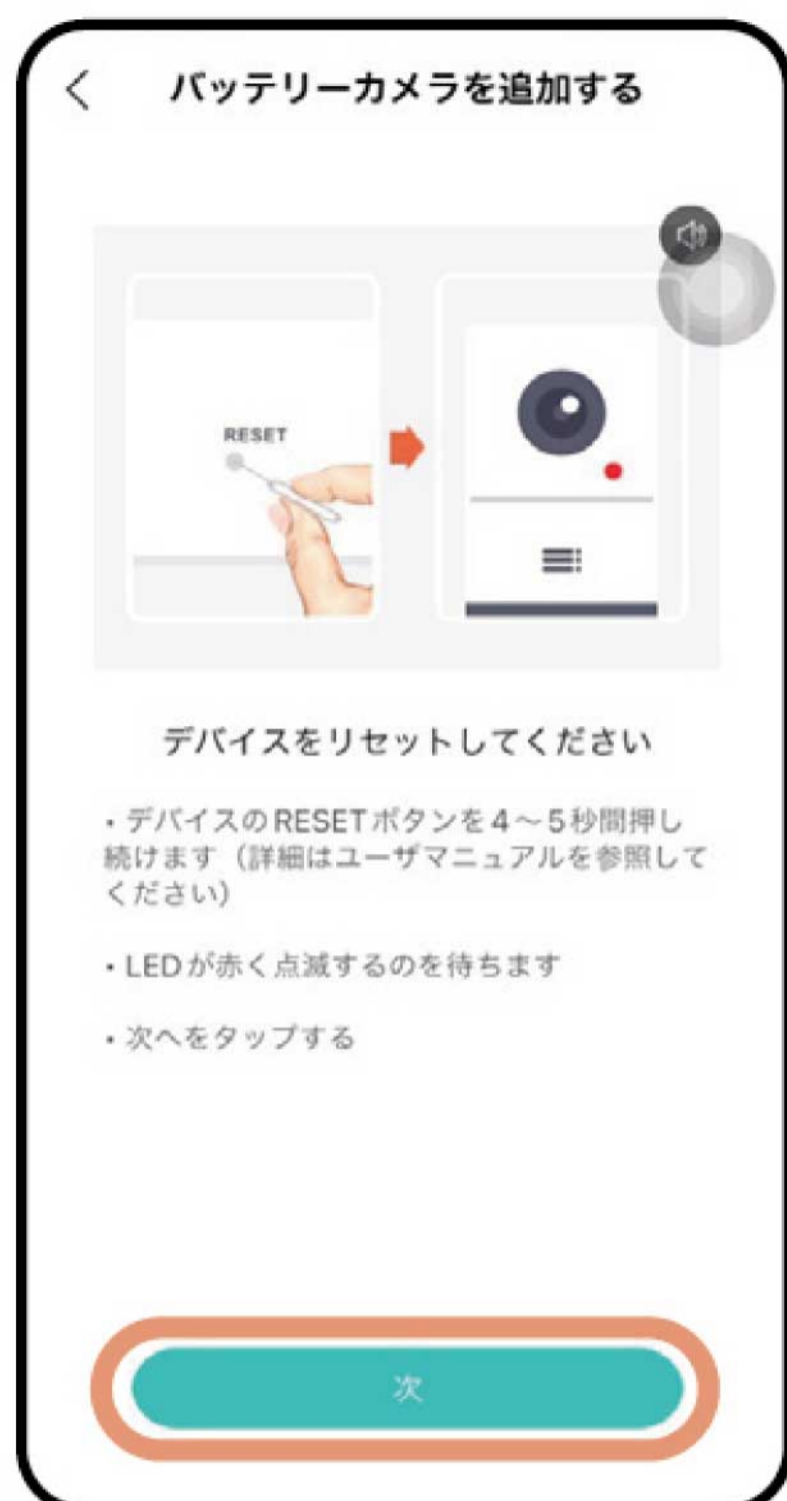 バッテリーカメラを追加する
RESET
デバイスをリセットしてください
・デバイスのRESETボタンを4〜5秒間押し
続けます（詳細はユーザマニュアルを参照して
ください）
・LEDが赤く点滅するのを待ちます
・次へをタップする
次